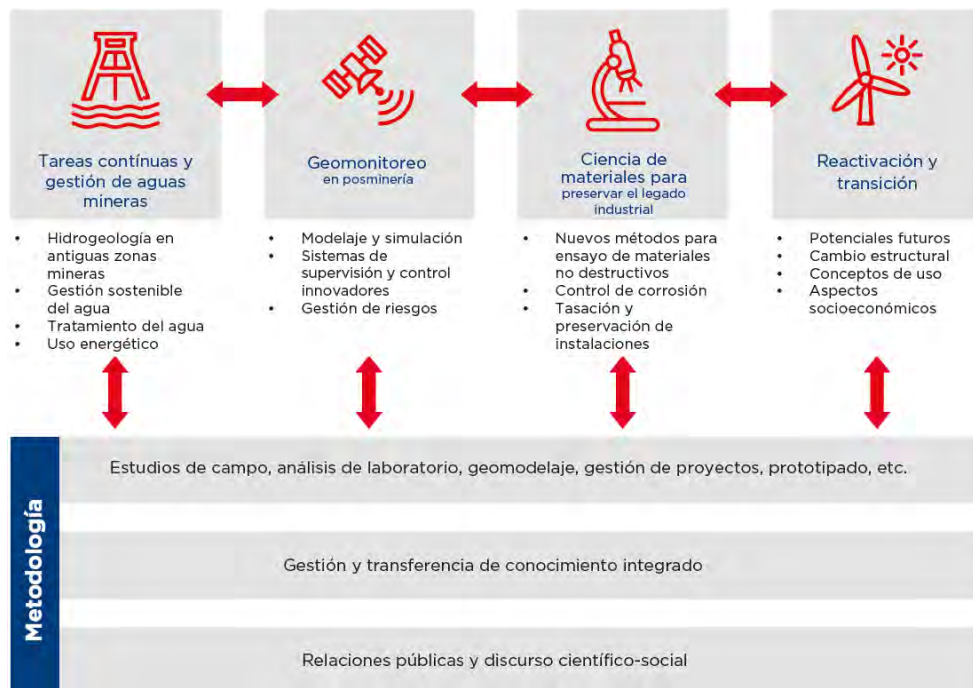 Tareas contínuas y
gestión de aguas
mineras
Geomonitoreo
en posminería
Ciencia de
materiales para
preservar el legado
industrial
Reactivación y
transición
• Hidrogeología en
antiguas zonas
mineras
• Gestión sostenible
del agua
• Tratamiento del agua
• Uso energético
• Modelaje y simulación
• Sistemas de
supervisión y control
innovadores
• Gestión de riesgos
• Nuevos métodos para
ensayo de materiales
no destructivos
• Control de corrosión
• Tasación y
preservación de
instalaciones
• Potenciales futuros
• Cambio estructural
• Conceptos de uso
• Aspectos
socioeconómicos
Metodología
Estudios de campo, análisis de laboratorio, geomodelaje, gestión de proyectos, prototipado, etc.
Gestión y transferencia de conocimiento integrado
Relaciones públicas y discurso científico-social